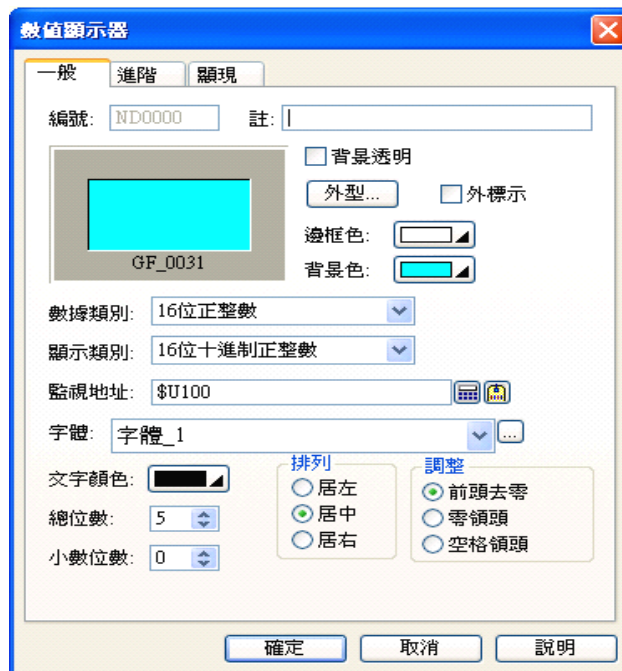 數值顯示器
一般 進階 顯現
編號: ND0000 註:
背景透明
外型... 外標示
邊框色:
GF_0031
背景色:
數據類別: 16位正整數
顯示類別: 16位十進制正整數
監視地址: $U100
字體: 字體_1 ...
文字顏色: 排列 調整
居左 前頭去零
總位數: 5 居中 零領頭
居右 空格領頭
小數位數: 0
確定 取消 說明